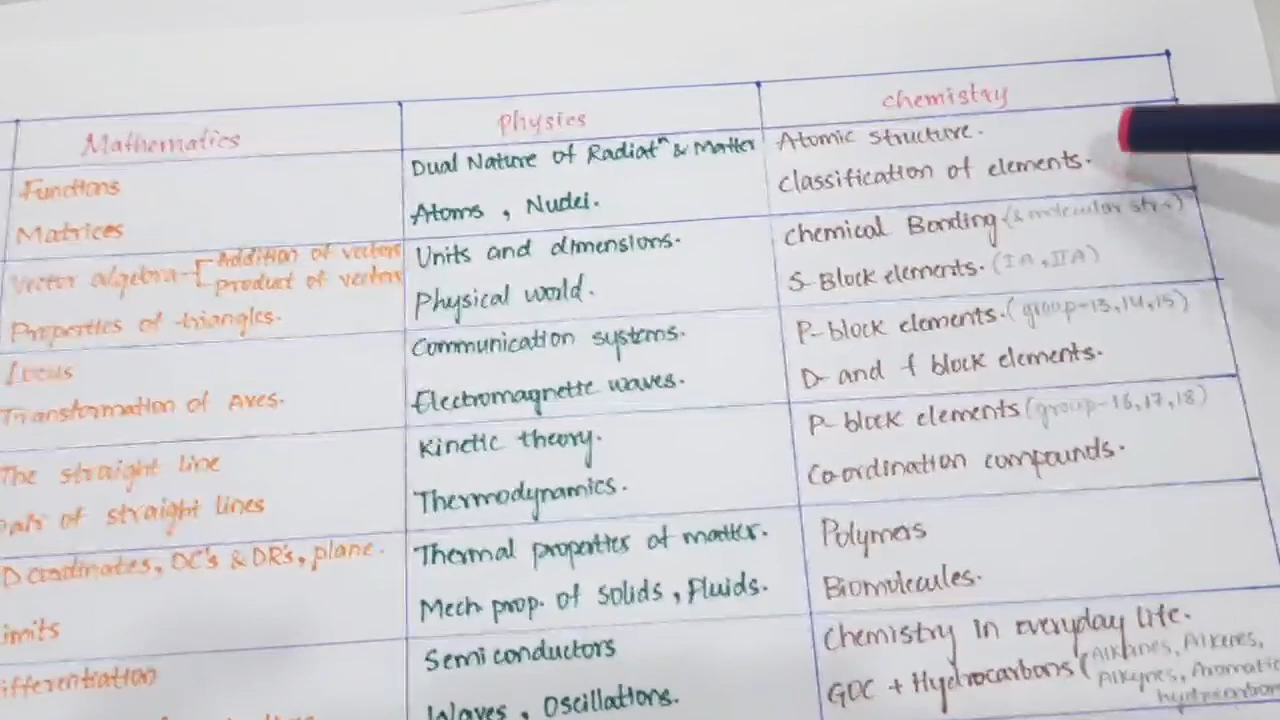 Mathematics
Physics
chemistry
Functions
Matrices
Dual Nature of Radiatⁿ & Matter
Atoms , Nuclei.
Atomic structure.
classification of elements.
Vector algebra - [ Addition of vectors
product of vectors
Properties of triangles.
Units and dimensions.
Physical world.
Chemical Bonding (& molecular strs)
S-Block elements. (IA, IIA)
Locus
Transformation of Axes.
Communication systems.
Electromagnetic waves.
P-block elements. (group-13,14,15)
D- and f block elements.
The straight line
Pair of straight lines
Kinetic theory.
Thermodynamics.
P-block elements (group-16,17,18)
Co-ordination compounds.
D coordinates, DC's & DR's, plane.
imits
Thermal properties of matter.
Mech prop. of solids , Fluids.
Polymers
Biomolecules.
ifferentiation
Semi conductors
Waves , Oscillations.
Chemistry in everyday life.
GOC + Hydrocarbons (Alkanes, Alkenes,
Alkynes, Aromatic
hydrocarbon